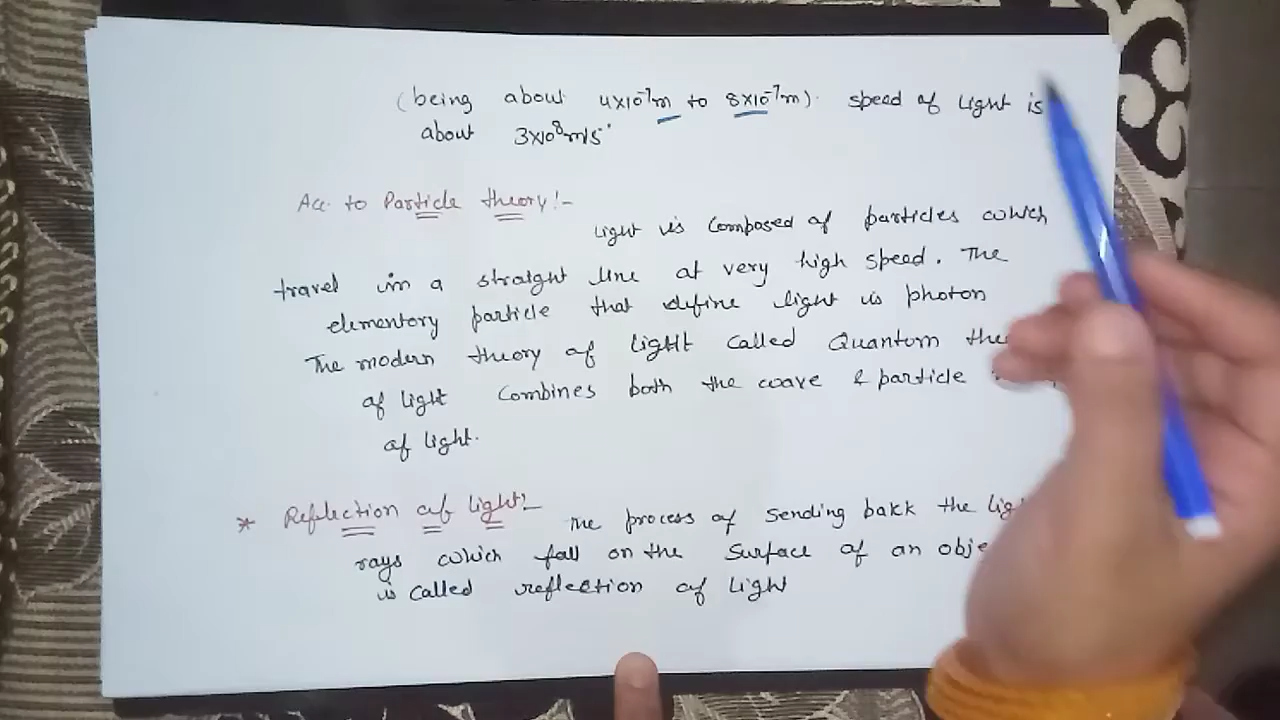 (being about 4x10⁻⁷m to 8x10⁻⁷m). speed of light is
about 3x10⁸m/s.
Acc. to Particle theory!-
light is composed of particles which
travel in a straight line at very high speed. The
elementory particle that define light is photon
The modern theory of light called Quantum the
of light combines both the wave & particle
of light.
* Reflection of light!-
The process of sending bakk the lig
rays which fall on the surface of an obje
is called reflection of light